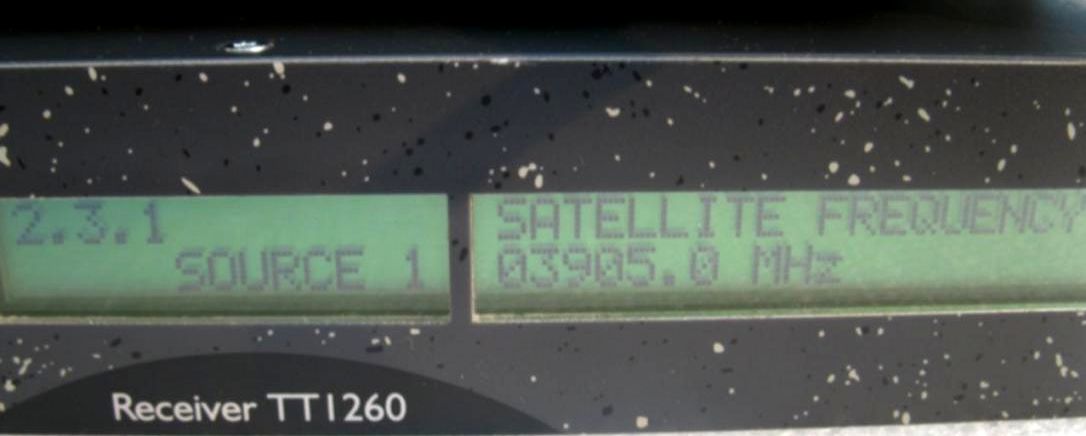 2.3.1
SOURCE 1
SATELLITE FREQUENCY
03905.0 MHz
Receiver TT1260